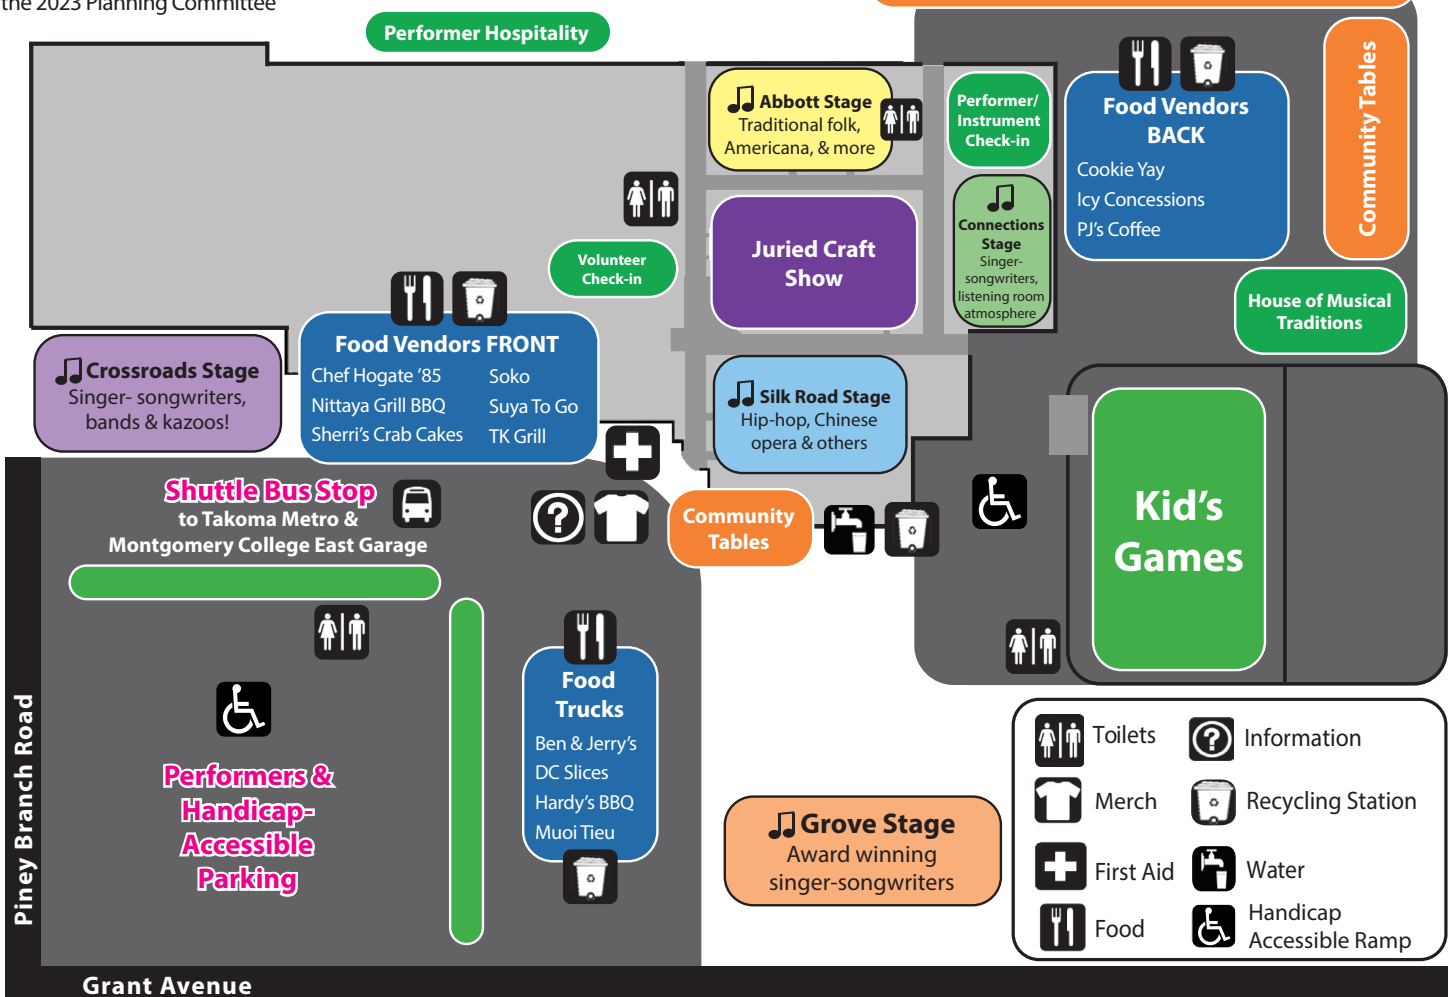 the 2023 Planning Committee
Performer Hospitality
Abbott Stage
Traditional folk,
Americana, & more
Performer/
Instrument
Check-in
Food Vendors
BACK
Cookie Yay
Icy Concessions
PJ's Coffee
Community Tables
Connections
Stage
Singer-
songwriters,
listening room
atmosphere
Juried Craft
Show
Volunteer
Check-in
House of Musical
Traditions
Food Vendors FRONT
Chef Hogate '85
Nittaya Grill BBQ
Sherri's Crab Cakes
Soko
Suya To Go
TK Grill
Crossroads Stage
Singer- songwriters,
bands & kazoos!
Silk Road Stage
Hip-hop, Chinese
opera & others
Shuttle Bus Stop
to Takoma Metro &
Montgomery College East Garage
Community
Tables
Kid's
Games
Food
Trucks
Ben & Jerry's
DC Slices
Hardy's BBQ
Muoi Tieu
Performers &
Handicap-
Accessible
Parking
Grove Stage
Award winning
singer-songwriters
Toilets
Information
Merch
Recycling Station
First Aid
Water
Food
Handicap
Accessible Ramp
Piney Branch Road
Grant Avenue